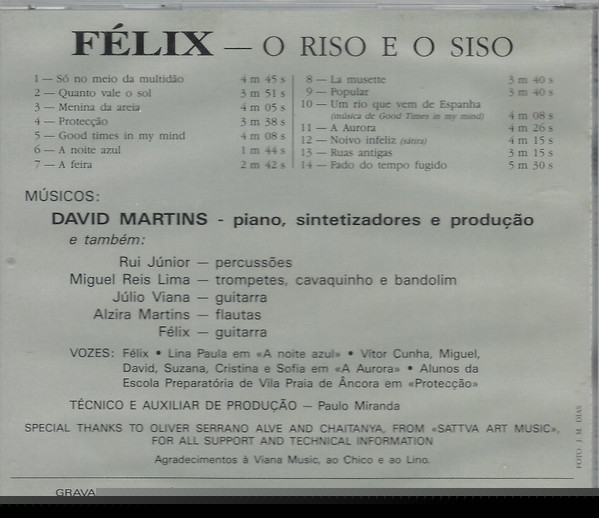 FÉLIX — O RISO E O SISO
1 — Só no meio da multidão 4 m 45 s
2 — Quanto vale o sol 3 m 51 s
3 — Menina da areia 4 m 05 s
4 — Protecção 3 m 38 s
5 — Good times in my mind 4 m 08 s
6 — A noite azul 1 m 44 s
7 — A feira 2 m 42 s
8 — La musette 3 m 40 s
9 — Popular 3 m 40 s
10 — Um rio que vem de Espanha
(música de Good Times in my mind) 4 m 08 s
11 — A Aurora 4 m 26 s
12 — Noivo infeliz (sátira) 4 m 15 s
13 — Ruas antigas 3 m 15 s
14 — Fado do tempo fugido 5 m 30 s
MÚSICOS:
DAVID MARTINS - piano, sintetizadores e produção
e também:
Rui Júnior — percussões
Miguel Reis Lima — trompetes, cavaquinho e bandolim
Júlio Viana — guitarra
Alzira Martins — flautas
Félix — guitarra
VOZES: Félix • Lina Paula em «A noite azul» • Vítor Cunha, Miguel,
David, Suzana, Cristina e Sofia em «A Aurora» • Alunos da
Escola Preparatória de Vila Praia de Âncora em «Protecção»
TÉCNICO E AUXILIAR DE PRODUÇÃO — Paulo Miranda
SPECIAL THANKS TO OLIVER SERRANO ALVE AND CHAITANYA, FROM «SATTVA ART MUSIC»,
FOR ALL SUPPORT AND TECHNICAL INFORMATION
Agradecimentos à Viana Music, ao Chico e ao Lino.
FOTO: J. M. DIAS
GRAVA